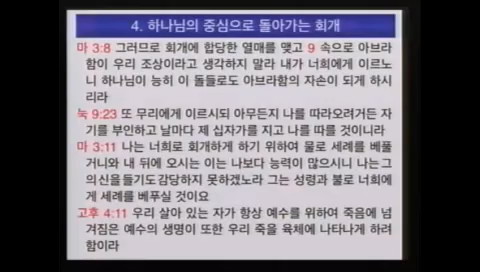 4. 하나님의 중심으로 돌아가는 회개
마 3:8 그러므로 회개에 합당한 열매를 맺고 9 속으로 아브라
함이 우리 조상이라고 생각하지 말라 내가 너희에게 이르노
니 하나님이 능히 이 돌들로도 아브라함의 자손이 되게 하시
리라
눅 9:23 또 무리에게 이르시되 아무든지 나를 따라오려거든 자
기를 부인하고 날마다 제 십자가를 지고 나를 따를 것이니라
마 3:11 나는 너희로 회개하게 하기 위하여 물로 세례를 베풀
거니와 내 뒤에 오시는 이는 나보다 능력이 많으시니 나는 그
의 신을 들기도 감당하지 못하겠노라 그는 성령과 불로 너희에
게 세례를 베푸실 것이요
고후 4:11 우리 살아 있는 자가 항상 예수를 위하여 죽음에 넘
겨짐은 예수의 생명이 또한 우리 죽을 육체에 나타나게 하려
함이라